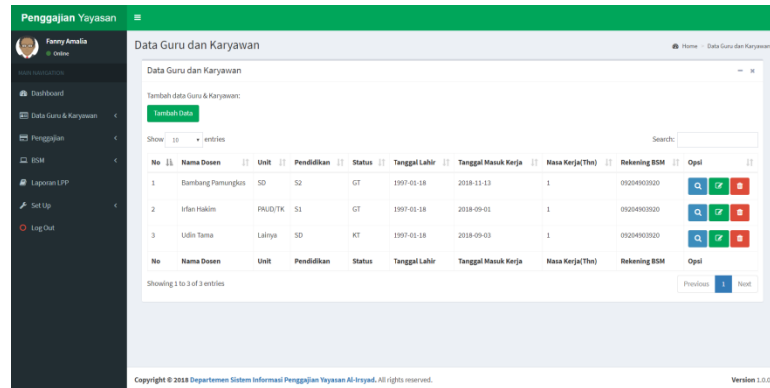 Penggajian Yayasan
Fanny Amalia
Online
MAIN NAVIGATION
Dashboard
Data Guru & Karyawan
Penggajian
BSM
Laporan LPP
Set Up
Log Out
Data Guru dan Karyawan
Home > Data Guru dan Karyawan
Data Guru dan Karyawan
Tambah data Guru & Karyawan:
Tambah Data
Show 10 entries
Search:
No Nama Dosen Unit Pendidikan Status Tanggal Lahir Tanggal Masuk Kerja Masa Kerja(Thn) Rekening BSM Opsi
1 Bambang Pamungkus SD S2 GT 1997-01-18 2018-11-13 1 09204903920
2 Irfan Hakim PAUD/TK S1 GT 1997-01-18 2018-09-01 1 09204903920
3 Udin Tama Lainya SD KT 1997-01-18 2018-09-03 1 09204903920
No Nama Dosen Unit Pendidikan Status Tanggal Lahir Tanggal Masuk Kerja Masa Kerja(Thn) Rekening BSM Opsi
Showing 1 to 3 of 3 entries
Previous 1 Next
Copyright © 2018 Departemen Sistem Informasi Penggajian Yayasan Al-Irsyad. All rights reserved.
Version 1.0.0